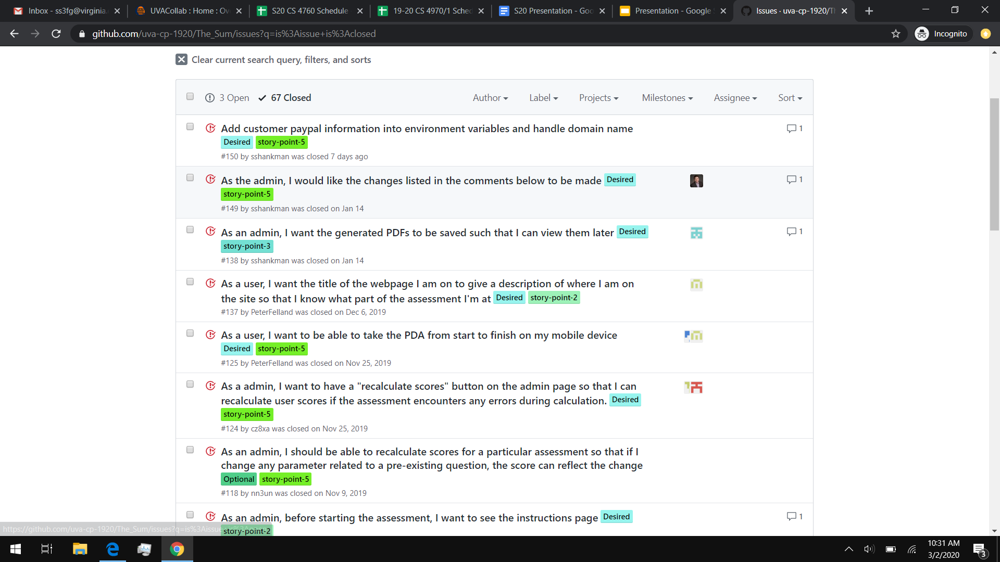 Inbox - ss3fg@virginia.
UVACollab : Home : Ov
S20 CS 4760 Schedule
19-20 CS 4970/1 Sched
S20 Presentation - Goo
Presentation - Google
Issues · uva-cp-1920/Th
github.com/uva-cp-1920/The_Sum/issues?q=is%3Aissue+is%3Aclosed
Incognito
Clear current search query, filters, and sorts
3 Open 67 Closed Author Label Projects Milestones Assignee Sort
Add customer paypal information into environment variables and handle domain name 1
Desired story-point-5
#150 by sshankman was closed 7 days ago
As the admin, I would like the changes listed in the comments below to be made Desired 1
story-point-5
#149 by sshankman was closed on Jan 14
As an admin, I want the generated PDFs to be saved such that I can view them later Desired 1
story-point-3
#138 by sshankman was closed on Jan 14
As a user, I want the title of the webpage I am on to give a description of where I am on
the site so that I know what part of the assessment I'm at Desired story-point-2
#137 by PeterFelland was closed on Dec 6, 2019
As a user, I want to be able to take the PDA from start to finish on my mobile device
Desired story-point-5
#125 by PeterFelland was closed on Nov 25, 2019
As a admin, I want to have a "recalculate scores" button on the admin page so that I can
recalculate user scores if the assessment encounters any errors during calculation. Desired
story-point-5
#124 by cz8xa was closed on Nov 25, 2019
As an admin, I should be able to recalculate scores for a particular assessment so that if I
change any parameter related to a pre-existing question, the score can reflect the change
Optional story-point-5
#118 by nn3un was closed on Nov 9, 2019
As an admin, before starting the assessment, I want to see the instructions page Desired 1
story-point-2
https://github.com/uva-cp-1920/The_Sum/issues?q=is%3Aissue
10:31 AM
3/2/2020
3